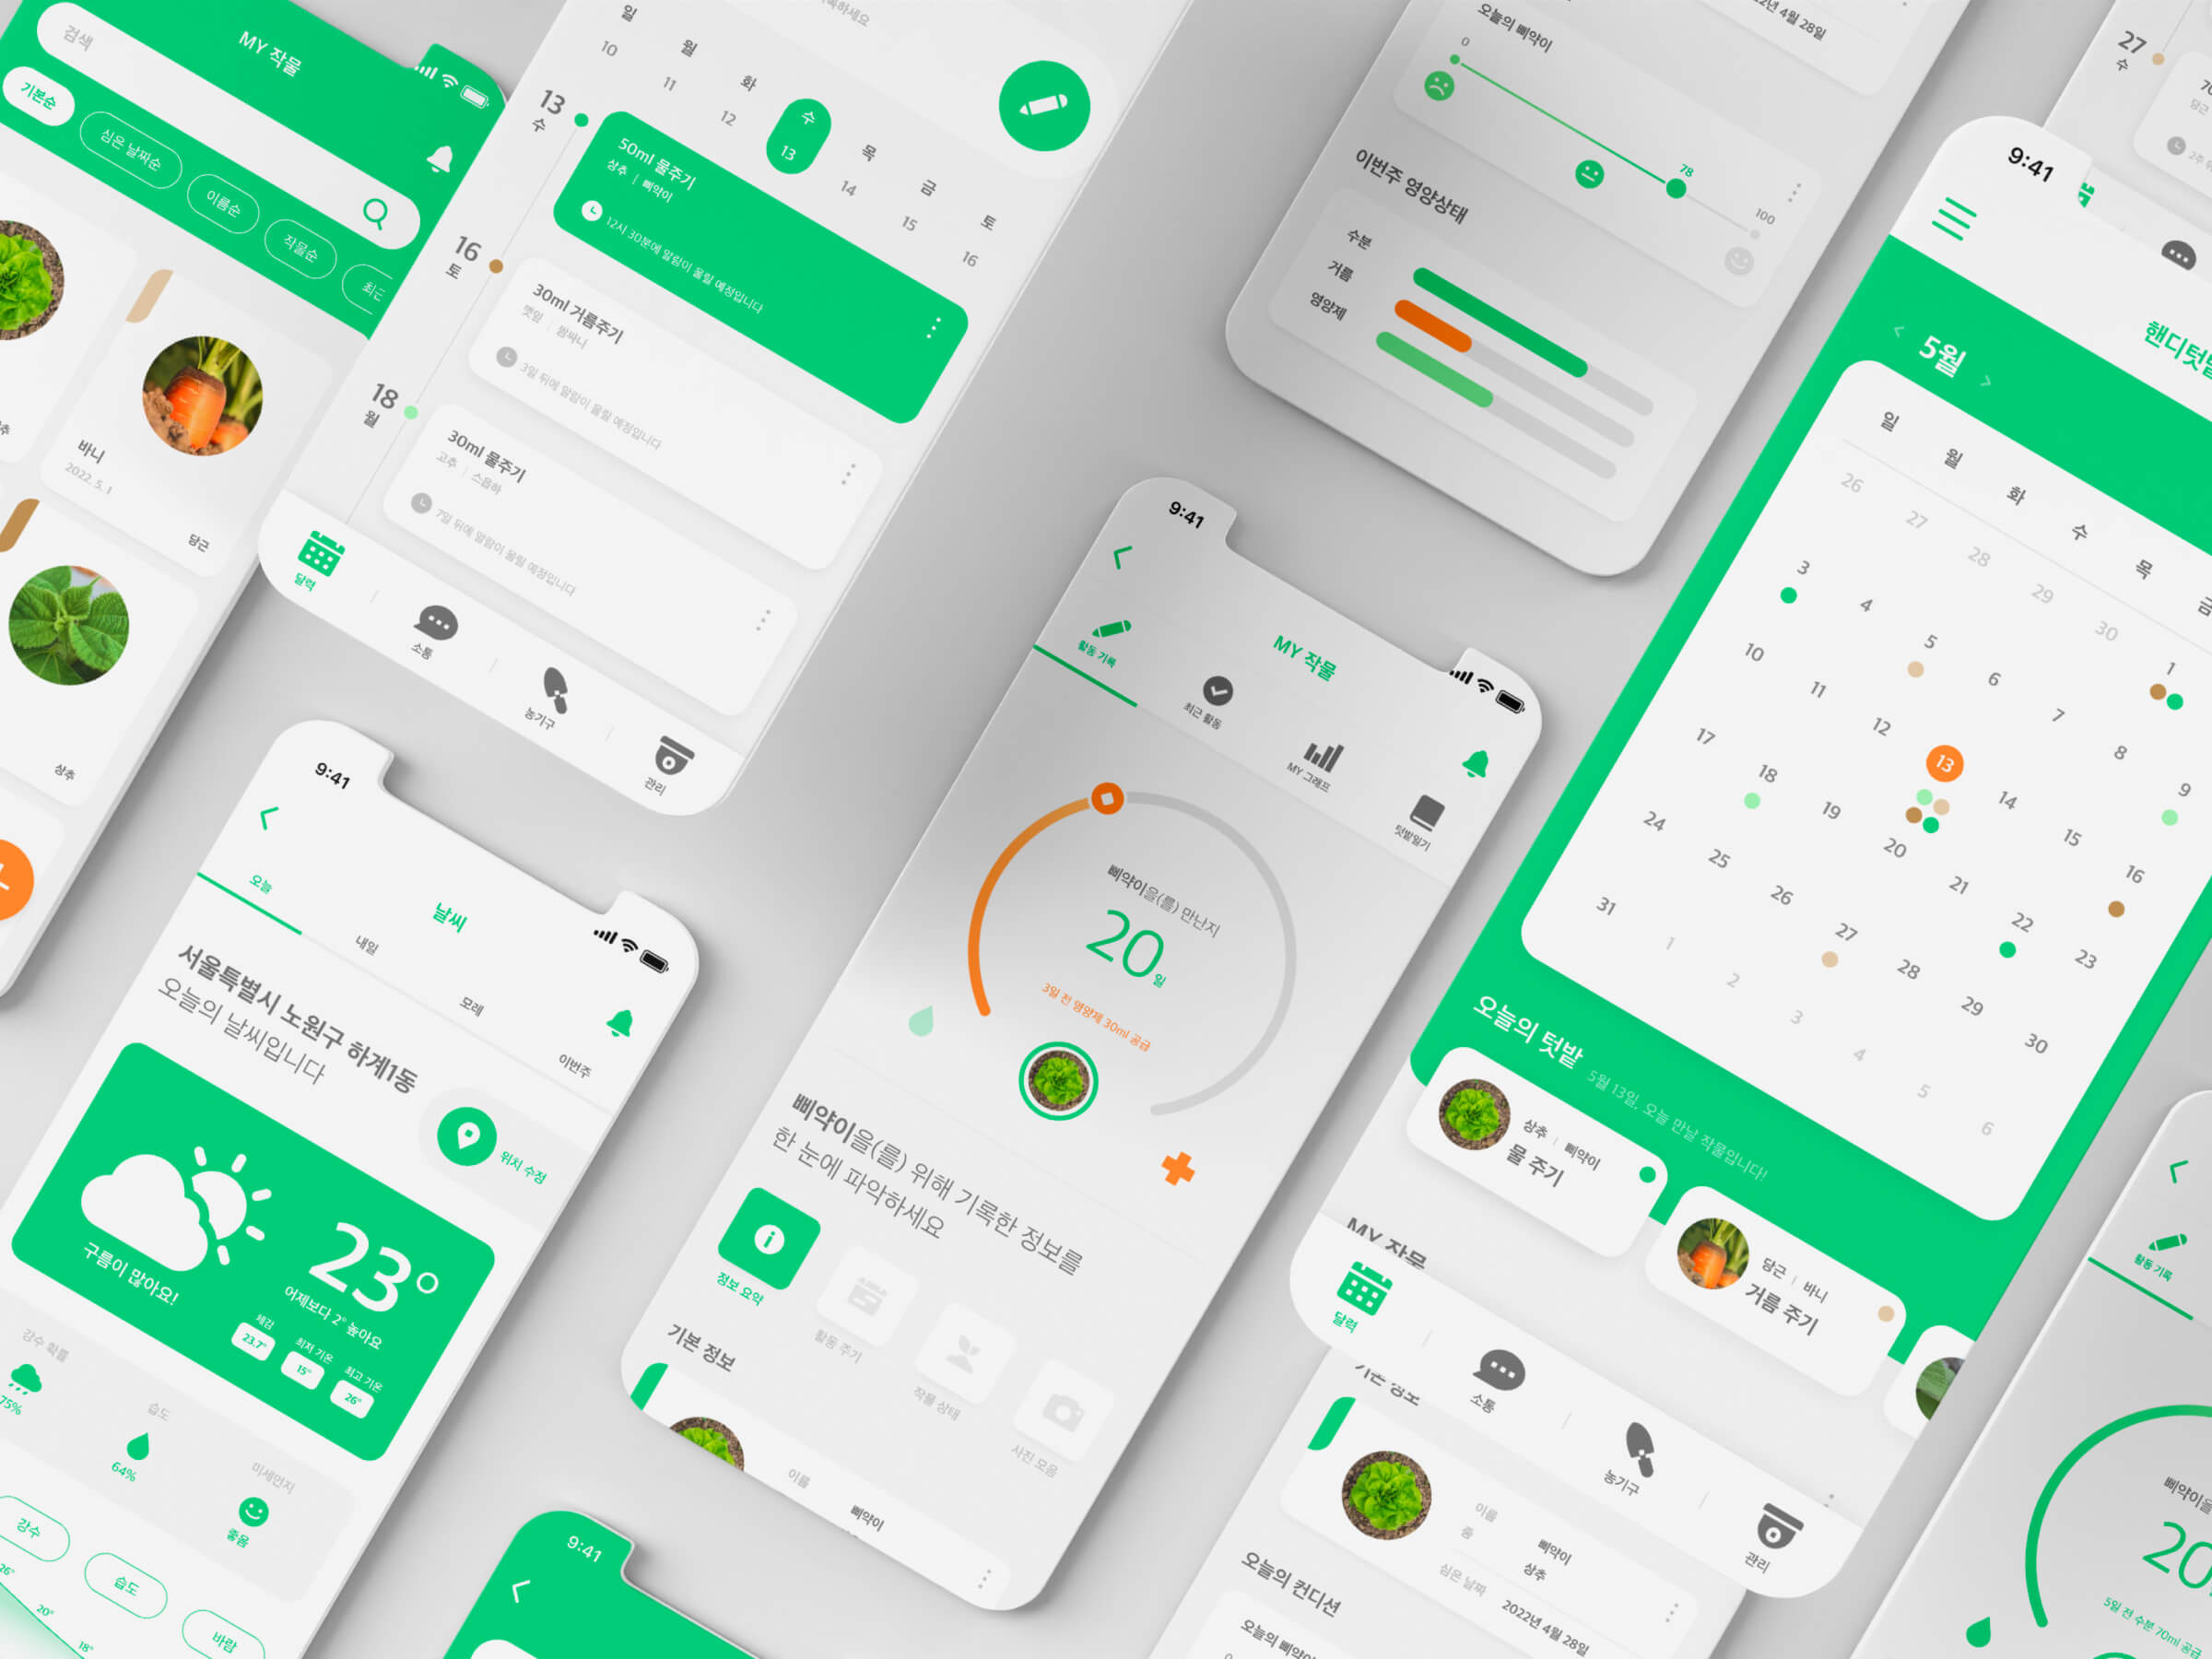 검색
MY 작물
기본순
심은 날짜순
이름순
작물순
바니
2022. 5. 1
당근
상추
일 월 화 수 목 금 토
10 11 12 13 14 15 16
13
수
50ml 물주기
상추 | 삐약이
12시 30분에 알람이 울릴 예정입니다
16
토
30ml 거름주기
깻잎 | 쌈싸니
3일 뒤에 알람이 울릴 예정입니다
18
월
30ml 물주기
고추 | 스읍하
7일 뒤에 알람이 울릴 예정입니다
달력
소통
농기구
관리
9:41
날씨
오늘
내일
모레
이번주
서울특별시 노원구 하계1동
오늘의 날씨입니다
위치 수정
23°
구름이 많아요!
어제보다 2° 높아요
체감
23.7°
최저 기온
15°
최고 기온
26°
강수 확률
75%
습도
64%
미세먼지
좋음
강수
습도
바람
26°
20°
18°
9:41
9:41
MY 작물
활동 기록
최근 활동
MY 그래프
텃밭일기
삐약이을(를) 만난지
20일
3일 전 영양제 30ml 공급
삐약이을(를) 위해 기록한 정보를
한 눈에 파악하세요
정보 요약
활동 주기
작물 상태
사진 모음
기본 정보
이름
삐약이
오늘의 삐약이
0
78
100
이번주 영양상태
수분
거름
영양제
9:41
5월
일 월 화 수 목 금
26 27 28 29 30 1
3 4 5 6 7 8 9
10 11 12 13 14 15 16
17 18 19 20 21 22 23
24 25 26 27 28 29 30
31 1 2 3 4 5 6
오늘의 텃밭
5월 13일, 오늘 만날 작물입니다!
상추 | 삐약이
물 주기
당근 | 바니
거름 주기
MY 작물
달력
소통
농기구
관리
이름
삐약이
종
상추
심은 날짜
2022년 4월 28일
오늘의 컨디션
오늘의 삐약이
27
수
활동 기록
20
5일 전 수분 70ml 공급